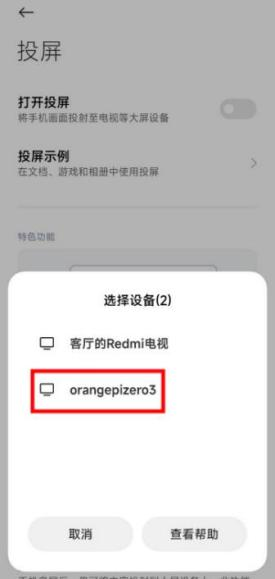 投屏
打开投屏
将手机画面投射至电视等大屏设备
投屏示例
在文档、游戏和相册中使用投屏
特色功能
选择设备(2)
客厅的Redmi电视
orangepizero3
取消
查看帮助